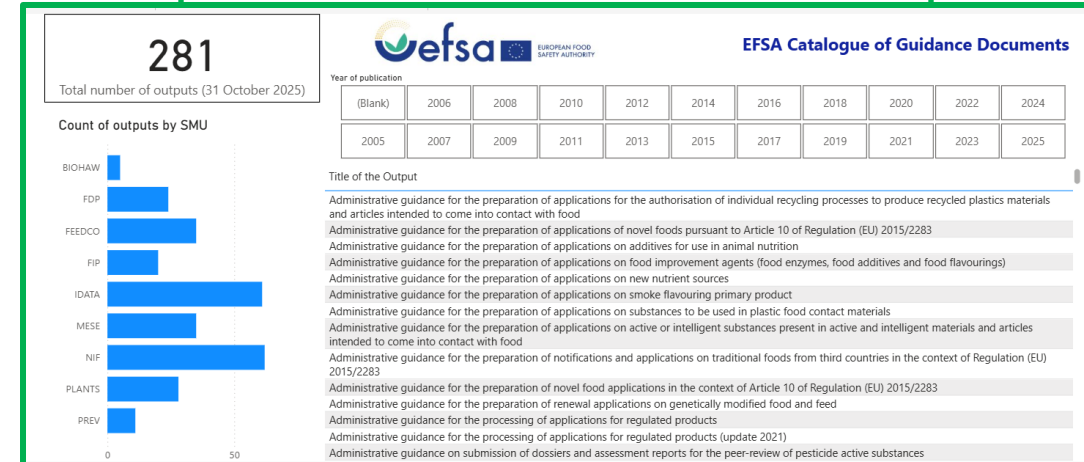 281
Total number of outputs (31 October 2025)
Count of outputs by SMU
BIOHAW
FDP
FEEDCO
FIP
IDATA
MESE
NIF
PLANTS
PREV
0
50
efsa
EUROPEAN FOOD
SAFETY AUTHORITY
EFSA Catalogue of Guidance Documents
Year of publication
(Blank) 2006 2008 2010 2012 2014 2016 2018 2020 2022 2024
2005 2007 2009 2011 2013 2015 2017 2019 2021 2023 2025
Title of the Output
Administrative guidance for the preparation of applications for the authorisation of individual recycling processes to produce recycled plastics materials
and articles intended to come into contact with food
Administrative guidance for the preparation of applications of novel foods pursuant to Article 10 of Regulation (EU) 2015/2283
Administrative guidance for the preparation of applications on additives for use in animal nutrition
Administrative guidance for the preparation of applications on food improvement agents (food enzymes, food additives and food flavourings)
Administrative guidance for the preparation of applications on new nutrient sources
Administrative guidance for the preparation of applications on smoke flavouring primary product
Administrative guidance for the preparation of applications on substances to be used in plastic food contact materials
Administrative guidance for the preparation of applications on active or intelligent substances present in active and intelligent materials and articles
intended to come into contact with food
Administrative guidance for the preparation of notifications and applications on traditional foods from third countries in the context of Regulation (EU)
2015/2283
Administrative guidance for the preparation of novel food applications in the context of Article 10 of Regulation (EU) 2015/2283
Administrative guidance for the preparation of renewal applications on genetically modified food and feed
Administrative guidance for the processing of applications for regulated products
Administrative guidance for the processing of applications for regulated products (update 2021)
Administrative guidance on submission of dossiers and assessment reports for the peer-review of pesticide active substances